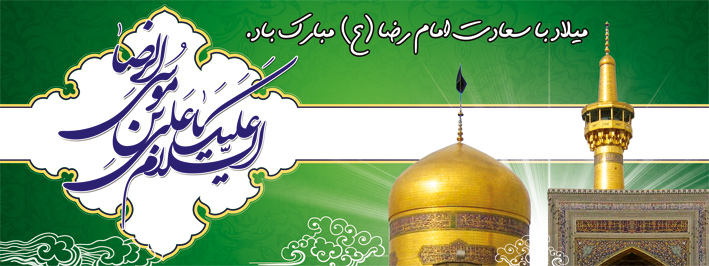 میلاد با سعادت امام رضا (ع) مبارک باد.
السلام علیک یا علی بن موسی الرضا